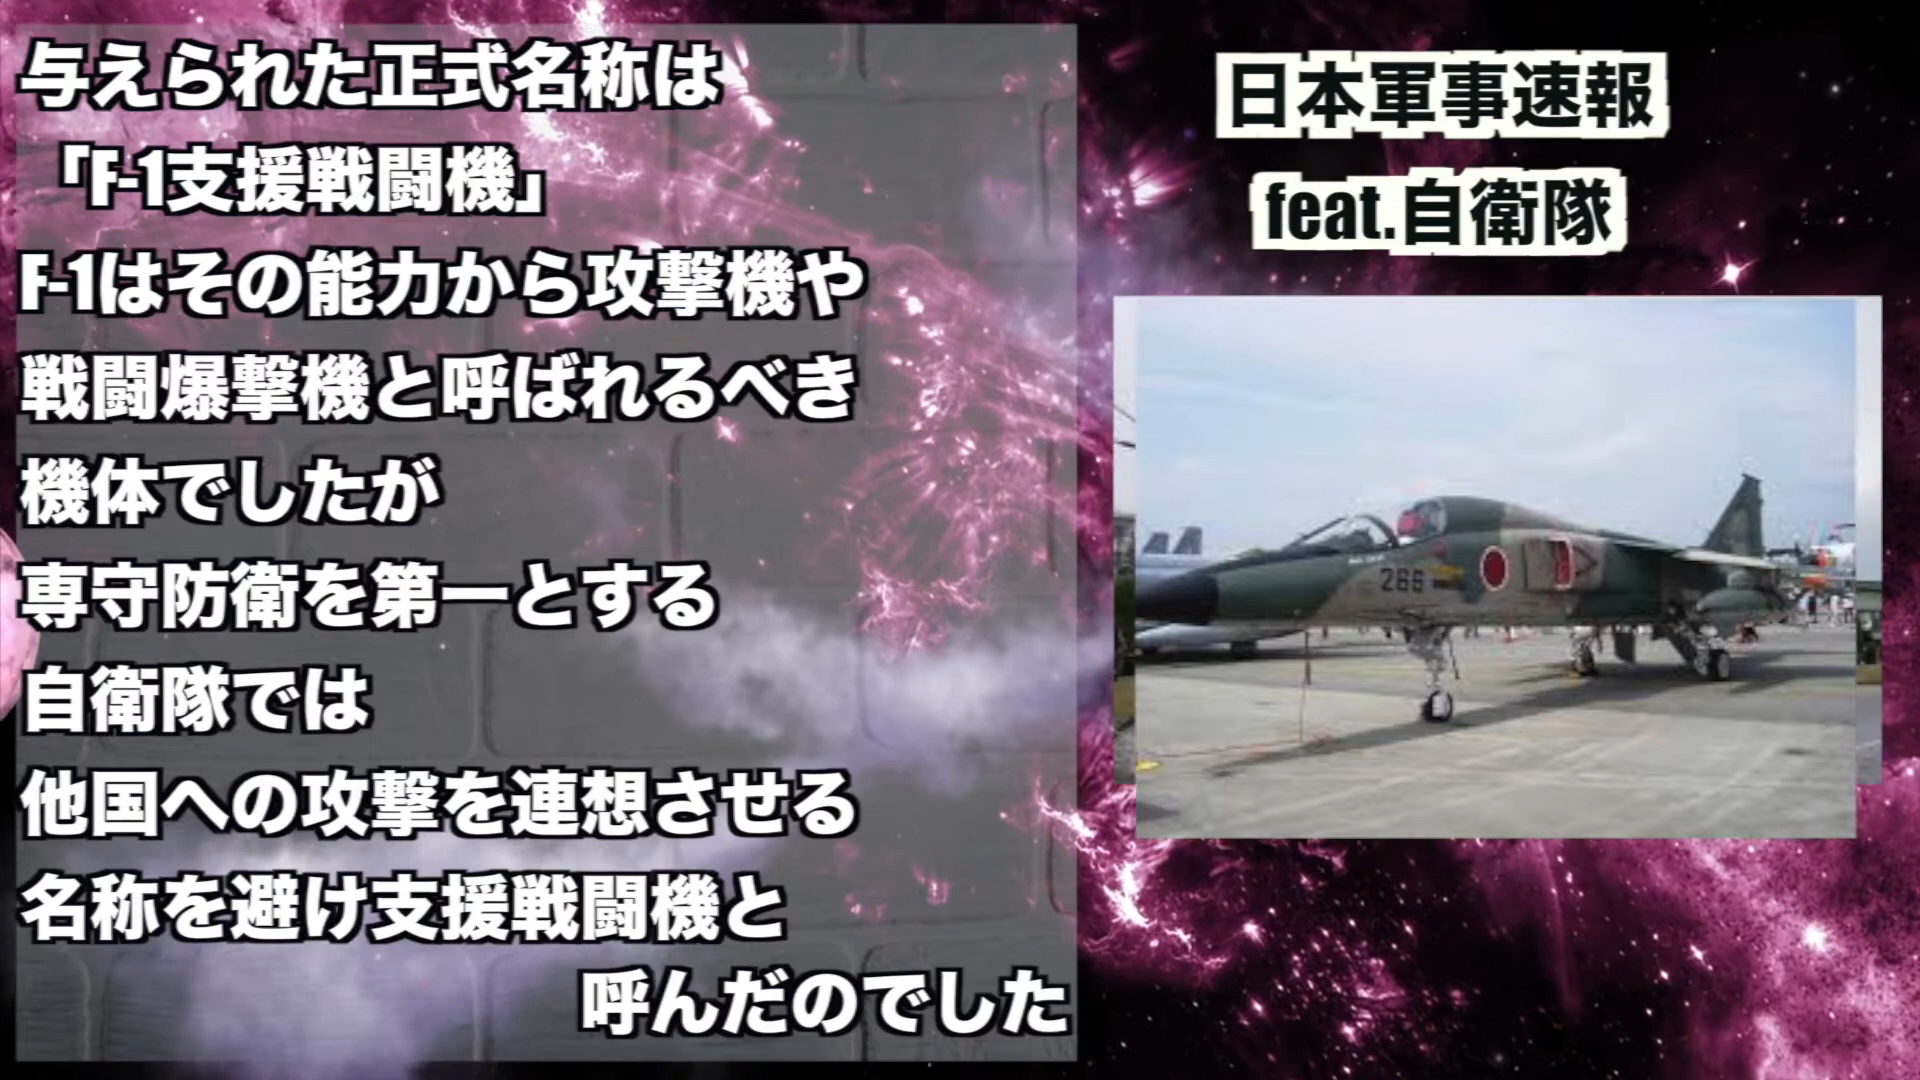 与えられた正式名称は
「F-1支援戦闘機」
F-1はその能力から攻撃機や
戦闘爆撃機と呼ばれるべき
機体でしたが
専守防衛を第一とする
自衛隊では
他国への攻撃を連想させる
名称を避け支援戦闘機と
呼んだのでした
日本軍事速報
feat.自衛隊
266